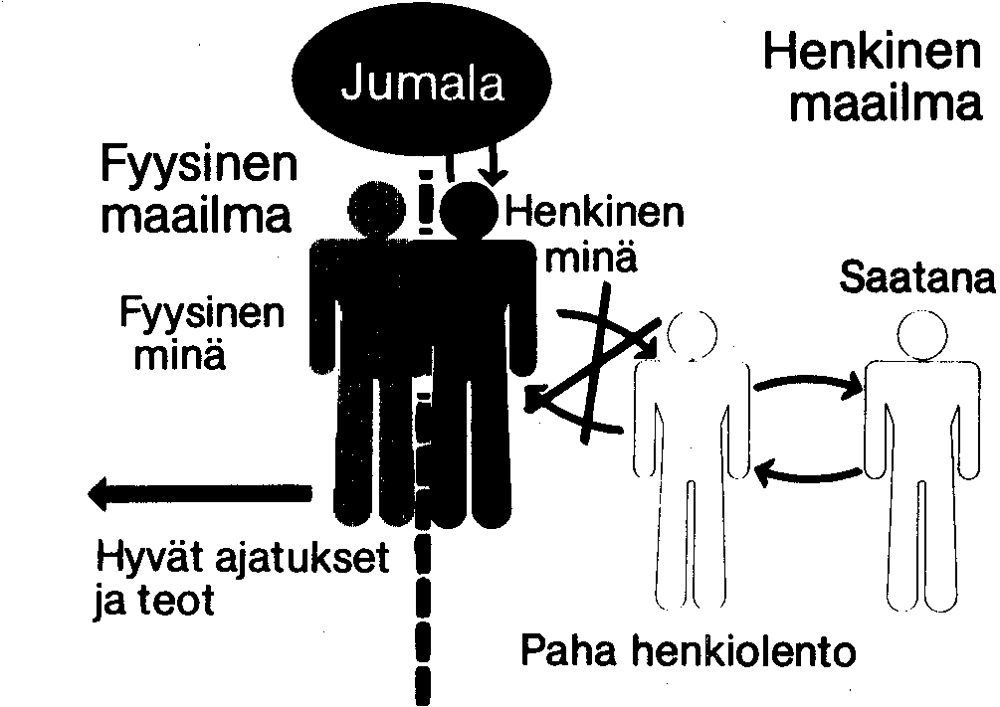 Jumala
Henkinen
maailma
Fyysinen
maailma
Henkinen
minä
Fyysinen
minä
Saatana
Hyvät ajatukset
ja teot
Paha henkiolento